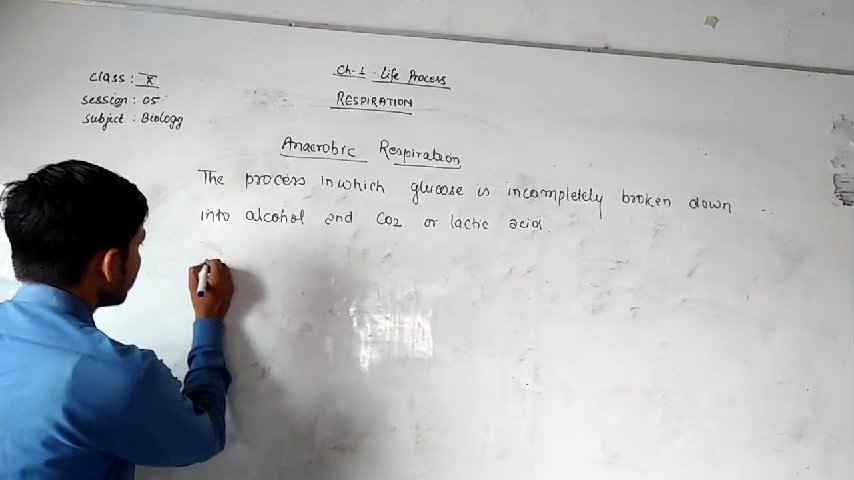 Class : X
Session : 05
Subject : Biology
Ch-1 . Life Process
RESPIRATION
Anaerobic Respiration
The process in which glucose is incompletely broken down
into alcohol and CO2 or lactic acid.